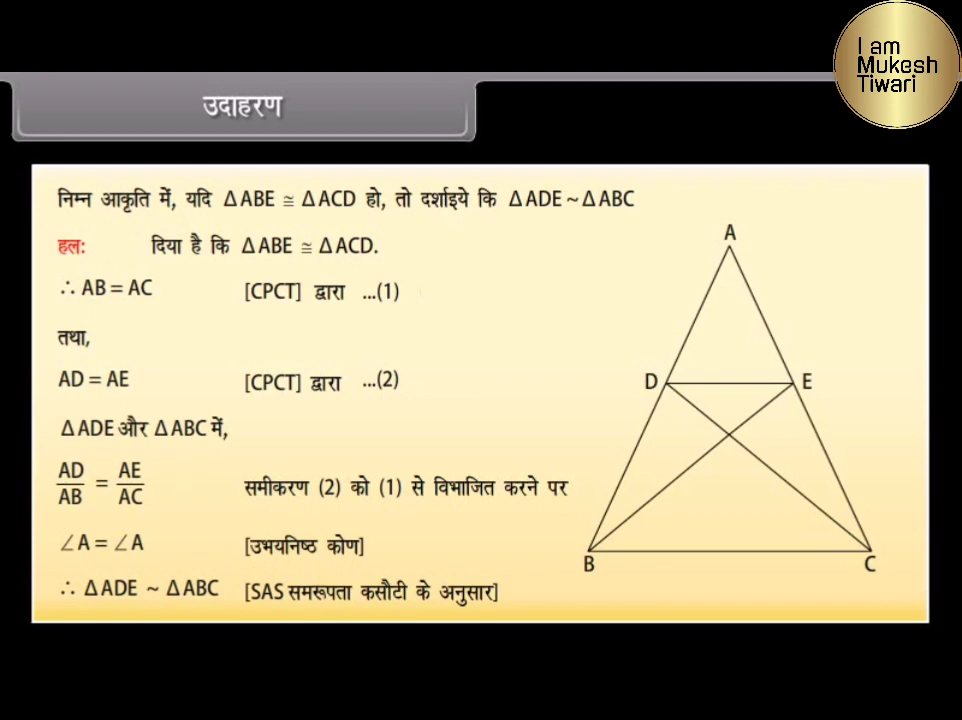 I am
Mukesh
Tiwari
उदाहरण
निम्न आकृति में, यदि ΔABE ≅ ΔACD हो, तो दर्शाइये कि ΔADE ~ ΔABC
हल: दिया है कि ΔABE ≅ ΔACD.
∴ AB = AC [CPCT] द्वारा ...(1)
तथा,
AD = AE [CPCT] द्वारा ...(2)
ΔADE और ΔABC में,
AD/AB = AE/AC समीकरण (2) को (1) से विभाजित करने पर
∠A = ∠A [उभयनिष्ठ कोण]
∴ ΔADE ~ ΔABC [SAS समरूपता कसौटी के अनुसार]
A
D E
B C